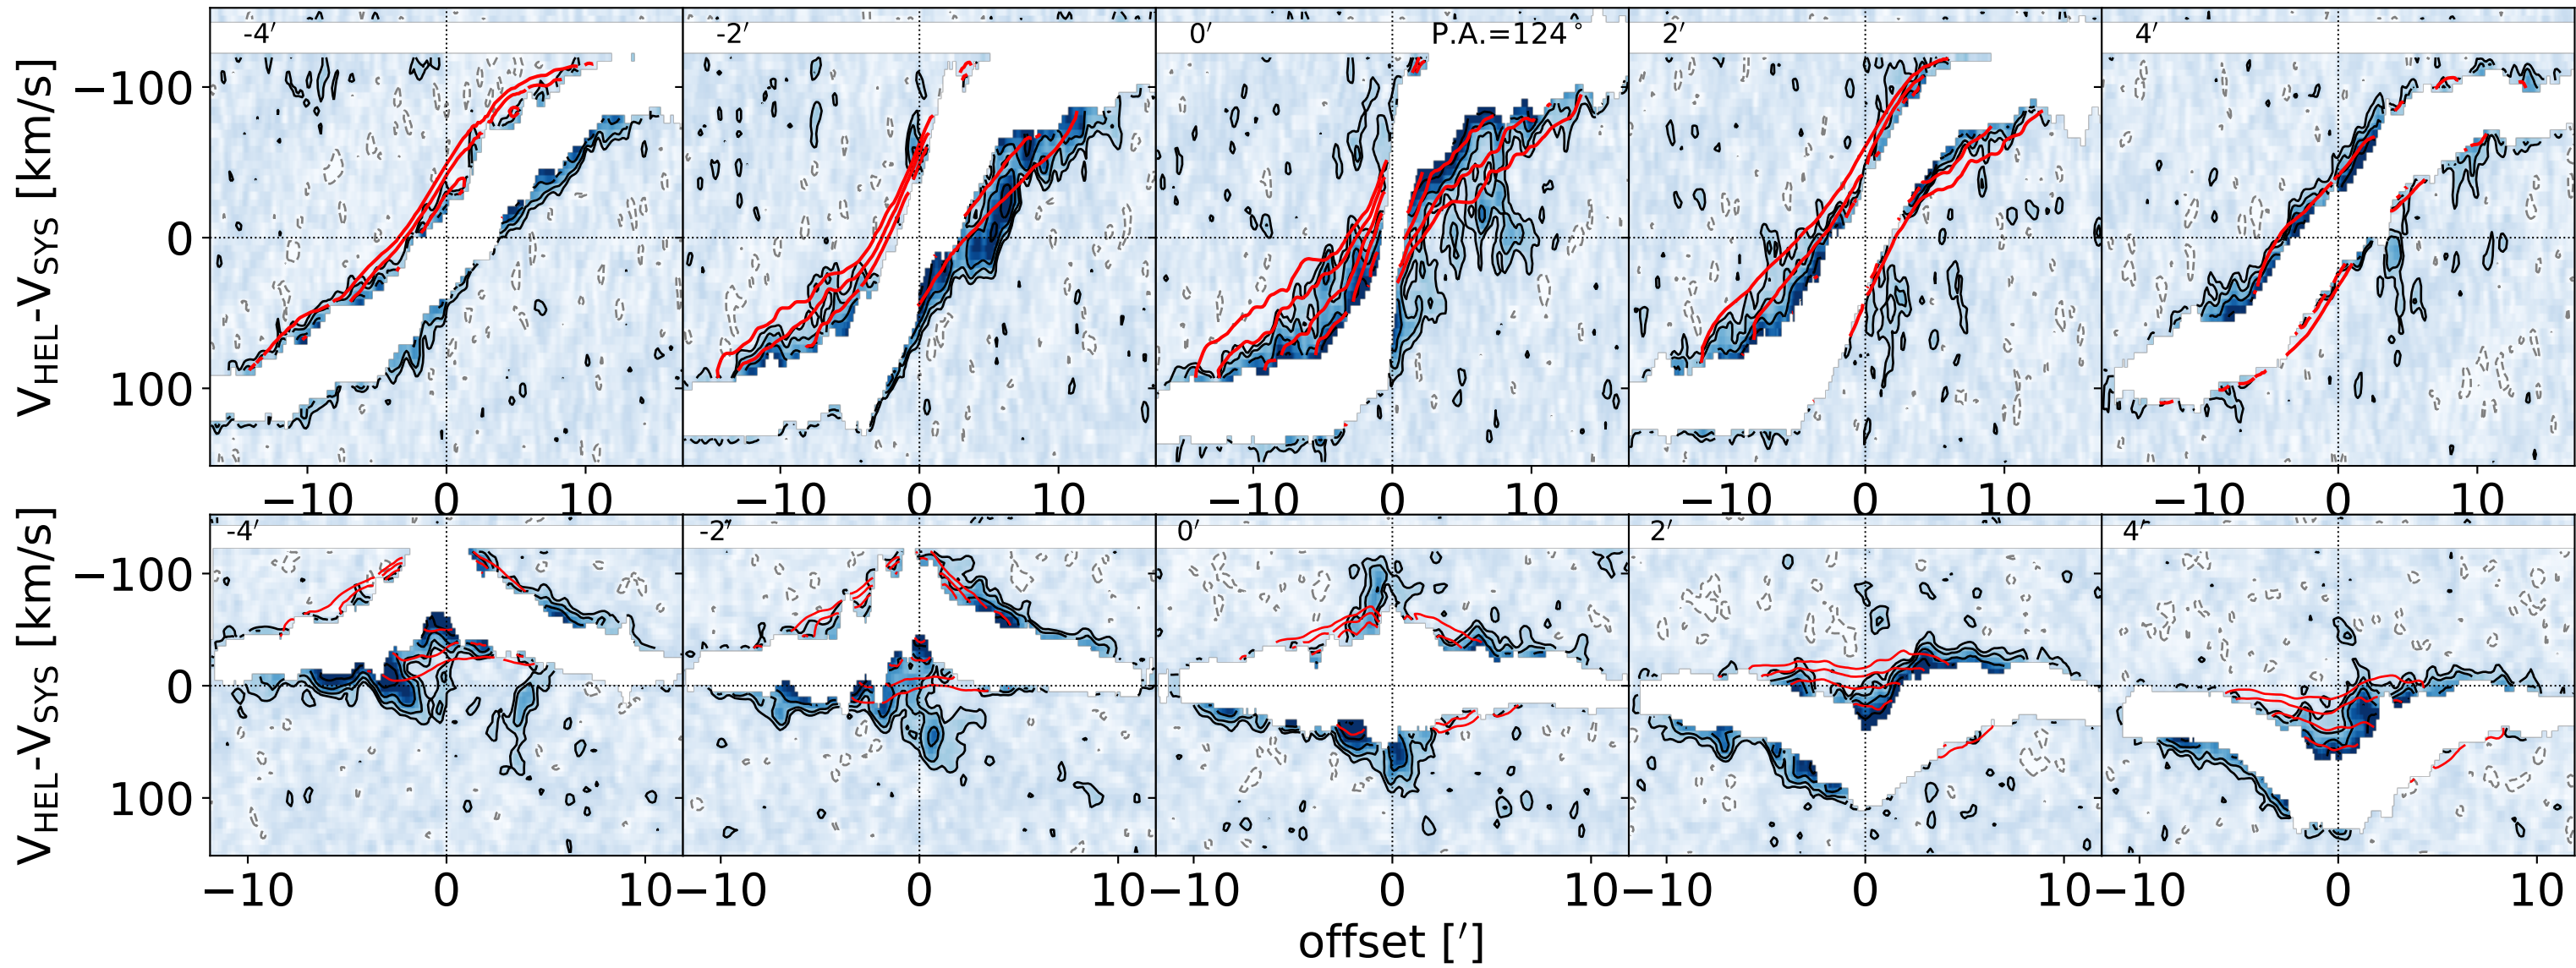 -4′ -2′ 0′ P.A.=124° 2′ 4′
V_HEL-V_SYS [km/s]
−100
0
100
−10 0 10 −10 0 10 −10 0 10 −10 0 10 −10 0 10
-4′ -2′ 0′ 2′ 4′
V_HEL-V_SYS [km/s]
−100
0
100
−10 0 10 −10 0 10 −10 0 10 −10 0 10 −10 0 10
offset [′]